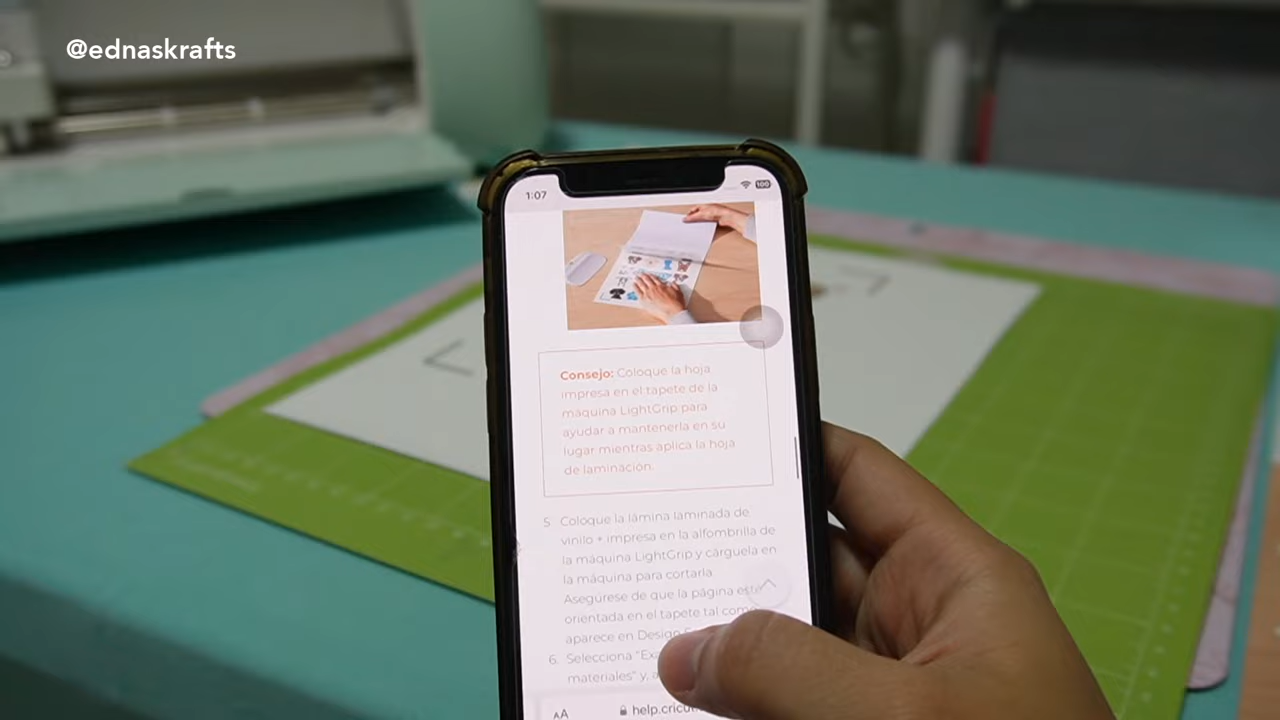 @ednaskrafts
1:07
100
Consejo: Coloque la hoja
impresa en el tapete de la
máquina LightGrip para
ayudar a mantenerla en su
lugar mientras aplica la hoja
de laminación.
5. Coloque la lámina laminada de
vinilo + impresa en la alfombrilla de
la máquina LightGrip y cárguela en
la máquina para cortarla.
Asegúrese de que la página esté
orientada en el tapete tal como
aparece en Design
6. Selecciona
materiales" y,
AA
help.cricut